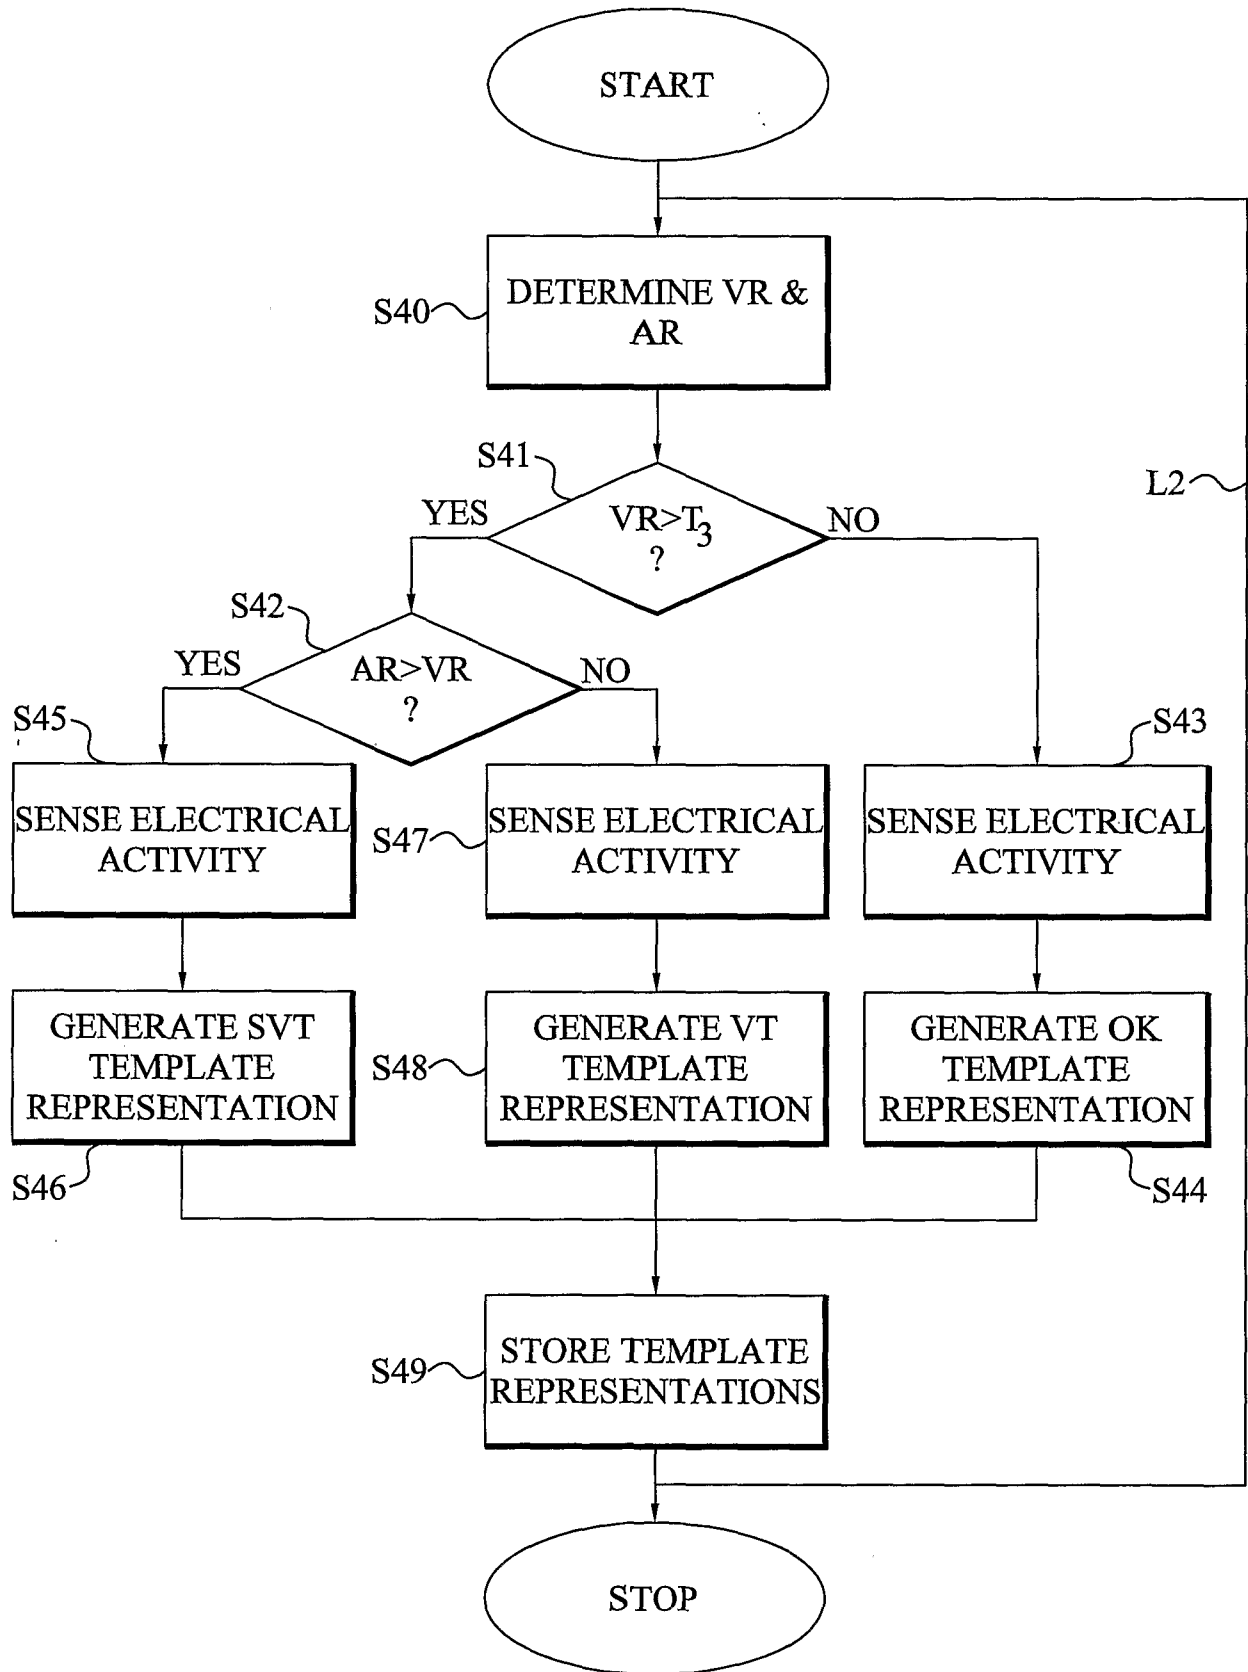 START
S40
DETERMINE VR &
AR
S41
L2
YES
VR>T3
?
NO
S42
YES
AR>VR
?
NO
S45
S43
SENSE ELECTRICAL
ACTIVITY
S47
SENSE ELECTRICAL
ACTIVITY
SENSE ELECTRICAL
ACTIVITY
GENERATE SVT
TEMPLATE
REPRESENTATION
S48
GENERATE VT
TEMPLATE
REPRESENTATION
GENERATE OK
TEMPLATE
REPRESENTATION
S46
S44
S49
STORE TEMPLATE
REPRESENTATIONS
STOP